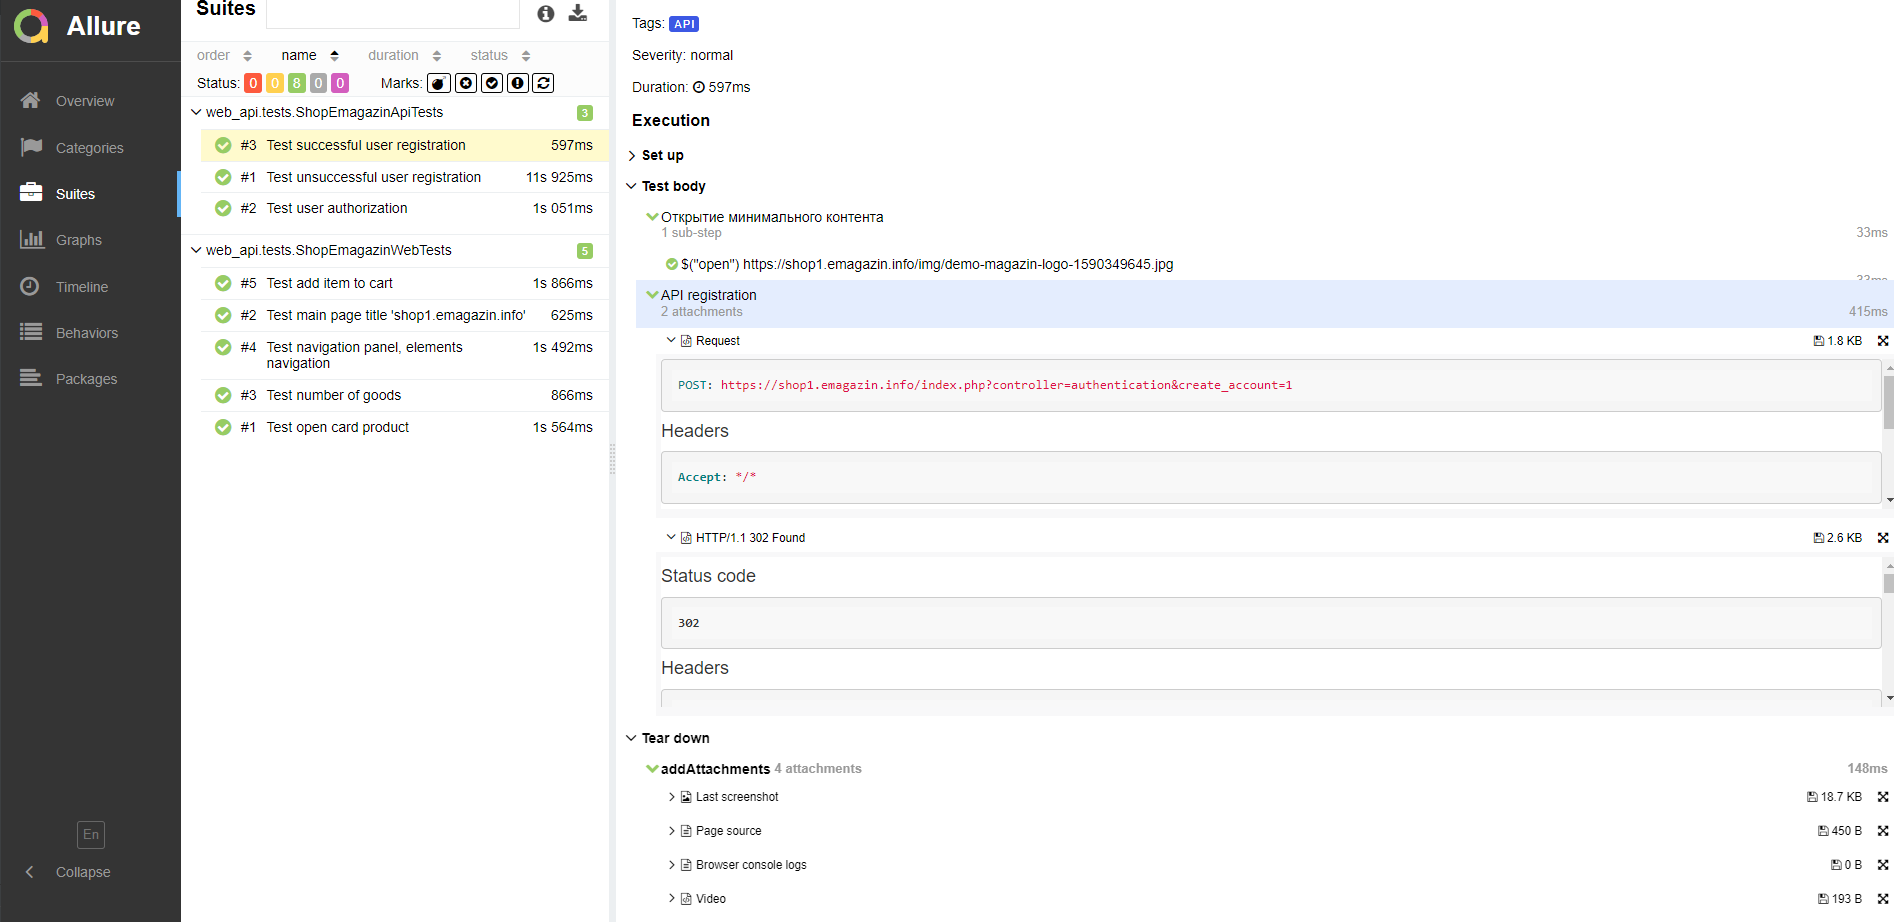 Allure
Overview
Categories
Suites
Graphs
Timeline
Behaviors
Packages
En
Collapse
Suites
order name duration status
Status: 0 0 8 0 0 Marks:
web_api.tests.ShopEmagazinApiTests 3
#3 Test successful user registration 597ms
#1 Test unsuccessful user registration 11s 925ms
#2 Test user authorization 1s 051ms
web_api.tests.ShopEmagazinWebTests 5
#5 Test add item to cart 1s 866ms
#2 Test main page title 'shop1.emagazin.info' 625ms
#4 Test navigation panel, elements 1s 492ms
navigation
#3 Test number of goods 866ms
#1 Test open card product 1s 564ms
Tags: API
Severity: normal
Duration: 597ms
Execution
Set up
Test body
Открытие минимального контента
1 sub-step 33ms
$("open") https://shop1.emagazin.info/img/demo-magazin-logo-1590349645.jpg
33ms
API registration
2 attachments 415ms
Request 1.8 KB
POST: https://shop1.emagazin.info/index.php?controller=authentication&create_account=1
Headers
Accept: */*
HTTP/1.1 302 Found 2.6 KB
Status code
302
Headers
Tear down
addAttachments 4 attachments 148ms
Last screenshot 18.7 KB
Page source 450 B
Browser console logs 0 B
Video 193 B